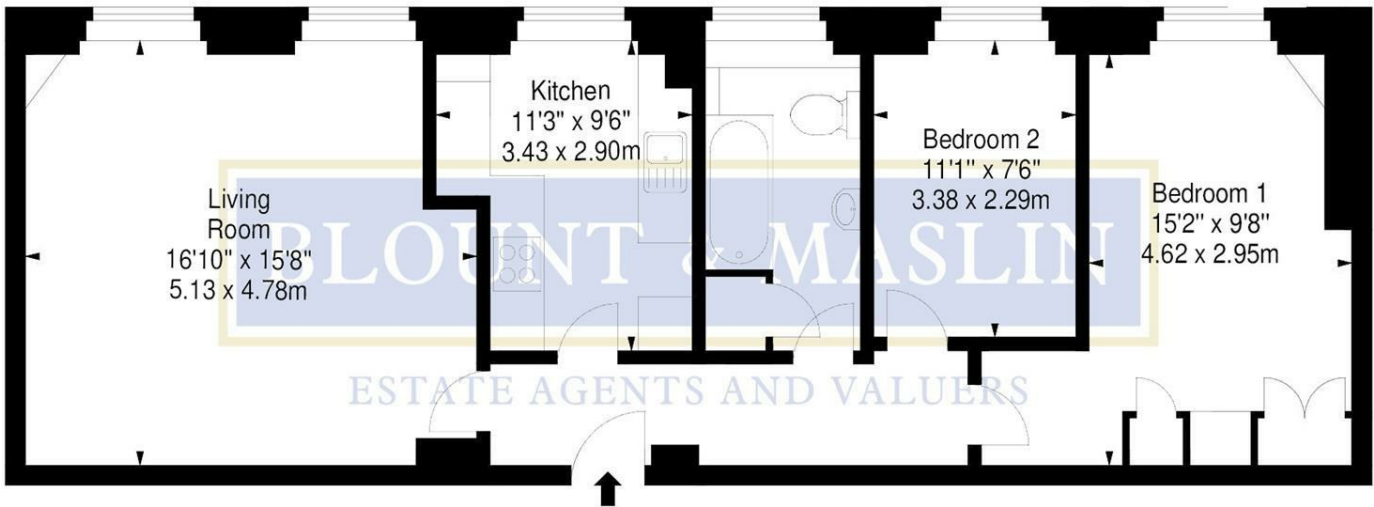 Living
Room
16'10" x 15'8"
5.13 x 4.78m
Kitchen
11'3" x 9'6"
3.43 x 2.90m
Bedroom 2
11'1" x 7'6"
3.38 x 2.29m
Bedroom 1
15'2" x 9'8"
4.62 x 2.95m
BLOUNT & MASLIN
ESTATE AGENTS AND VALUERS